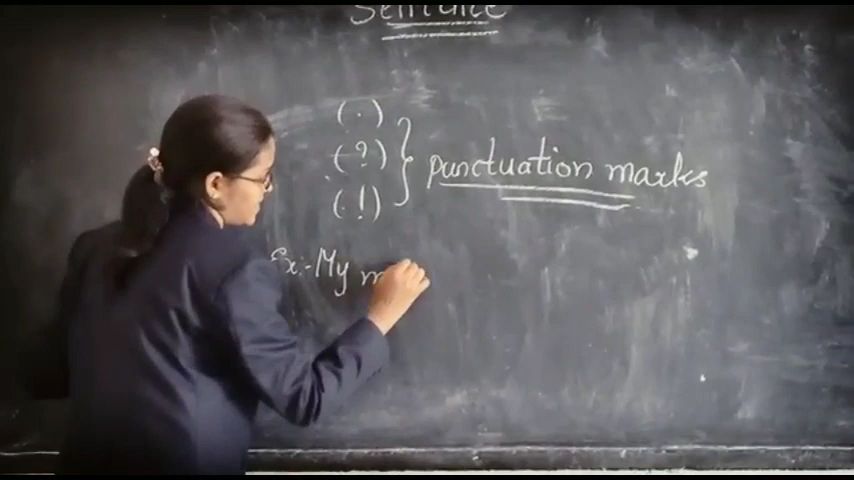 Sentence
(.)
(?)
(!)
} punctuation marks
Ex:- My